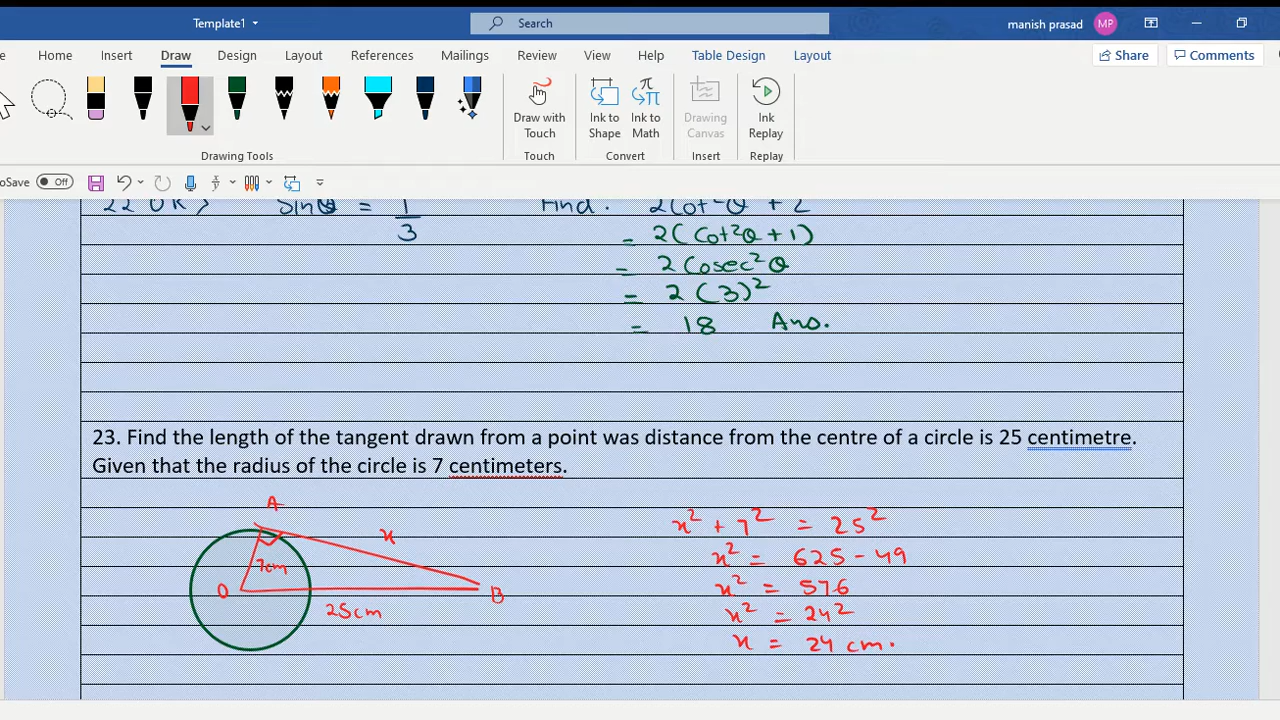 Template1
Search
manish prasad
MP
Home Insert Draw Design Layout References Mailings Review View Help Table Design Layout
Share
Comments
Draw with Touch
Ink to Shape
Ink to Math
Drawing Canvas
Ink Replay
Drawing Tools Touch Convert Insert Replay
oSave Off
22 OR) Sinθ = 1/3 Find : 2Cot²θ + 2
= 2(Cot²θ + 1)
= 2 Cosec²θ
= 2 (3)²
= 18 Ans.
23. Find the length of the tangent drawn from a point was distance from the centre of a circle is 25 centimetre.
Given that the radius of the circle is 7 centimeters.
A
x
7cm
O
B
25cm
x² + 7² = 25²
x² = 625 - 49
x² = 576
x² = 24²
x = 24 cm.